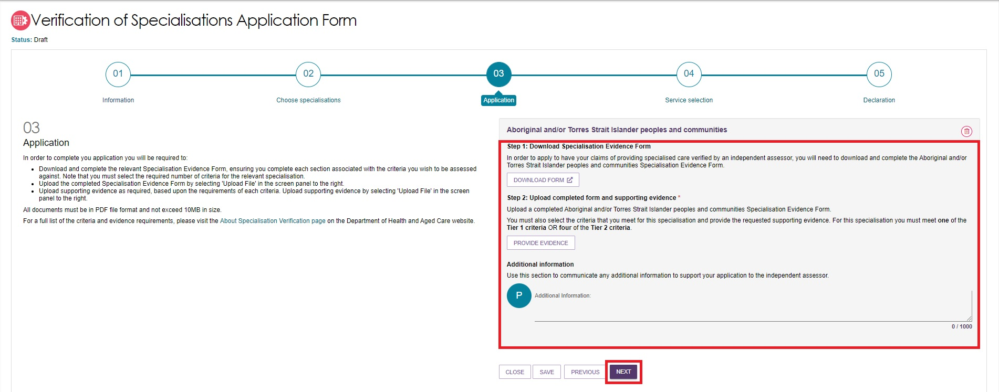 Verification of Specialisations Application Form
Status: Draft
01
02
03
04
05
Information
Choose specialisations
Application
Service selection
Declaration
03
Application
In order to complete you application you will be required to:
• Download and complete the relevant Specialisation Evidence Form, ensuring you complete each section associated with the criteria you wish to be assessed
against. Note that you must select the required number of criteria for the relevant specialisation.
• Upload the completed Specialisation Evidence Form by selecting 'Upload File' in the screen panel to the right.
• Upload supporting evidence as required, based upon the requirements of each criteria. Upload supporting evidence by selecting 'Upload File' in the screen
panel to the right.
All documents must be in PDF file format and not exceed 10MB in size.
For a full list of the criteria and evidence requirements, please visit the About Specialisation Verification page on the Department of Health and Aged Care website.
Aboriginal and/or Torres Strait Islander peoples and communities
Step 1: Download Specialisation Evidence Form
In order to apply to have your claims of providing specialised care verified by an independent assessor, you will need to download and complete the Aboriginal and/or
Torres Strait Islander peoples and communities Specialisation Evidence Form.
DOWNLOAD FORM
Step 2: Upload completed form and supporting evidence *
Upload a completed Aboriginal and/or Torres Strait Islander peoples and communities Specialisation Evidence Form.
You must also select the criteria that you meet for this specialisation and provide the requested supporting evidence. For this specialisation you must meet one of the
Tier 1 criteria OR four of the Tier 2 criteria.
PROVIDE EVIDENCE
Additional information
Use this section to communicate any additional information to support your application to the independent assessor.
P
Additional Information:
0 / 1000
CLOSE
SAVE
PREVIOUS
NEXT